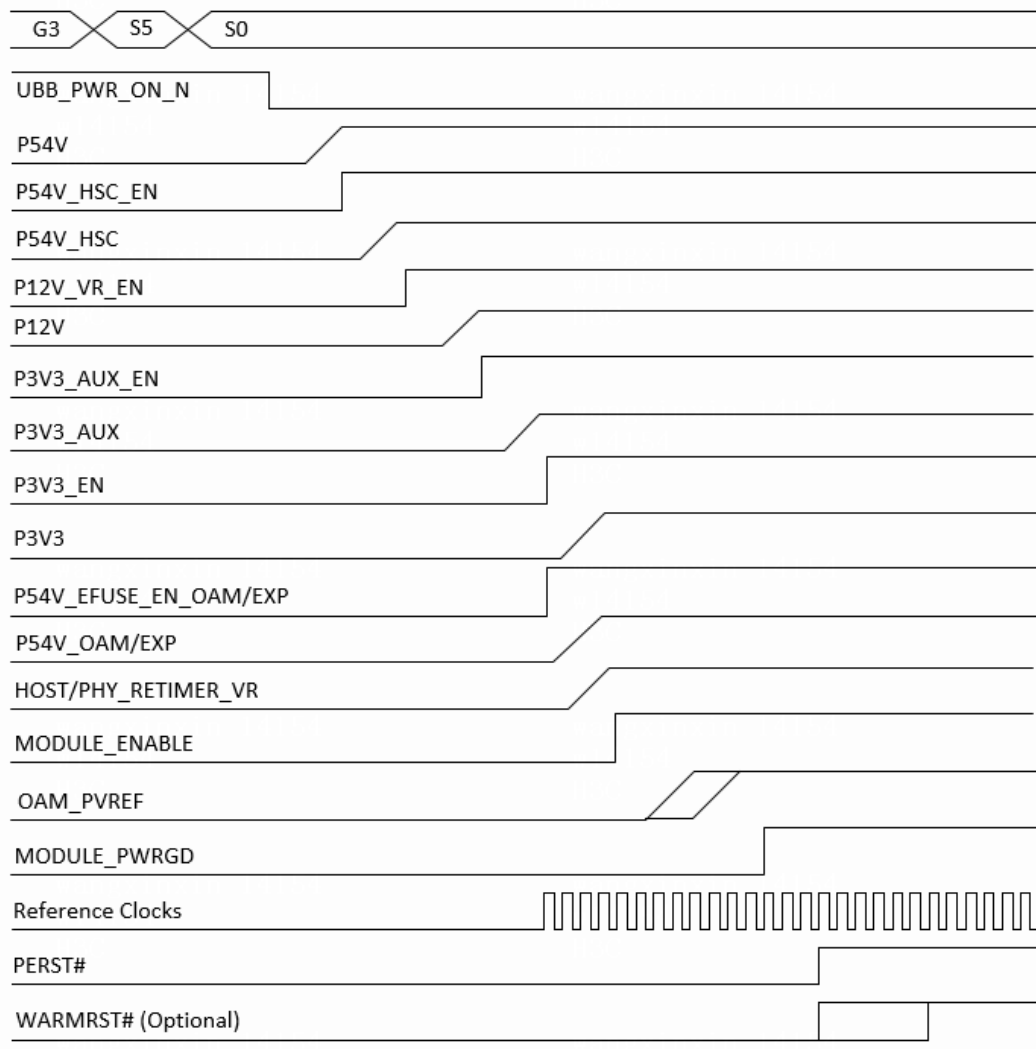 G3 S5 S0
UBB_PWR_ON_N
P54V
P54V_HSC_EN
P54V_HSC
P12V_VR_EN
P12V
P3V3_AUX_EN
P3V3_AUX
P3V3_EN
P3V3
P54V_EFUSE_EN_OAM/EXP
P54V_OAM/EXP
HOST/PHY_RETIMER_VR
MODULE_ENABLE
OAM_PVREF
MODULE_PWRGD
Reference Clocks
PERST#
WARMRST# (Optional)